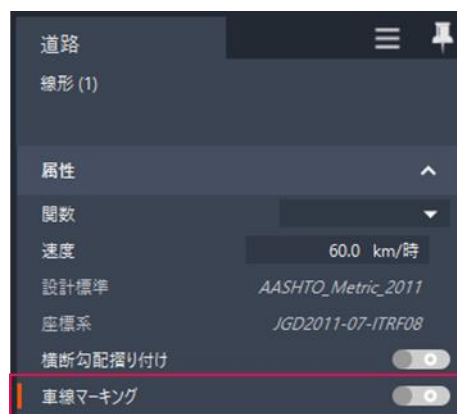 道路
線形 (1)
属性
関数
速度 60.0 km/時
設計標準 AASHTO_Metric_2011
座標系 JGD2011-07-ITRF08
横断勾配摺り付け
車線マーキング